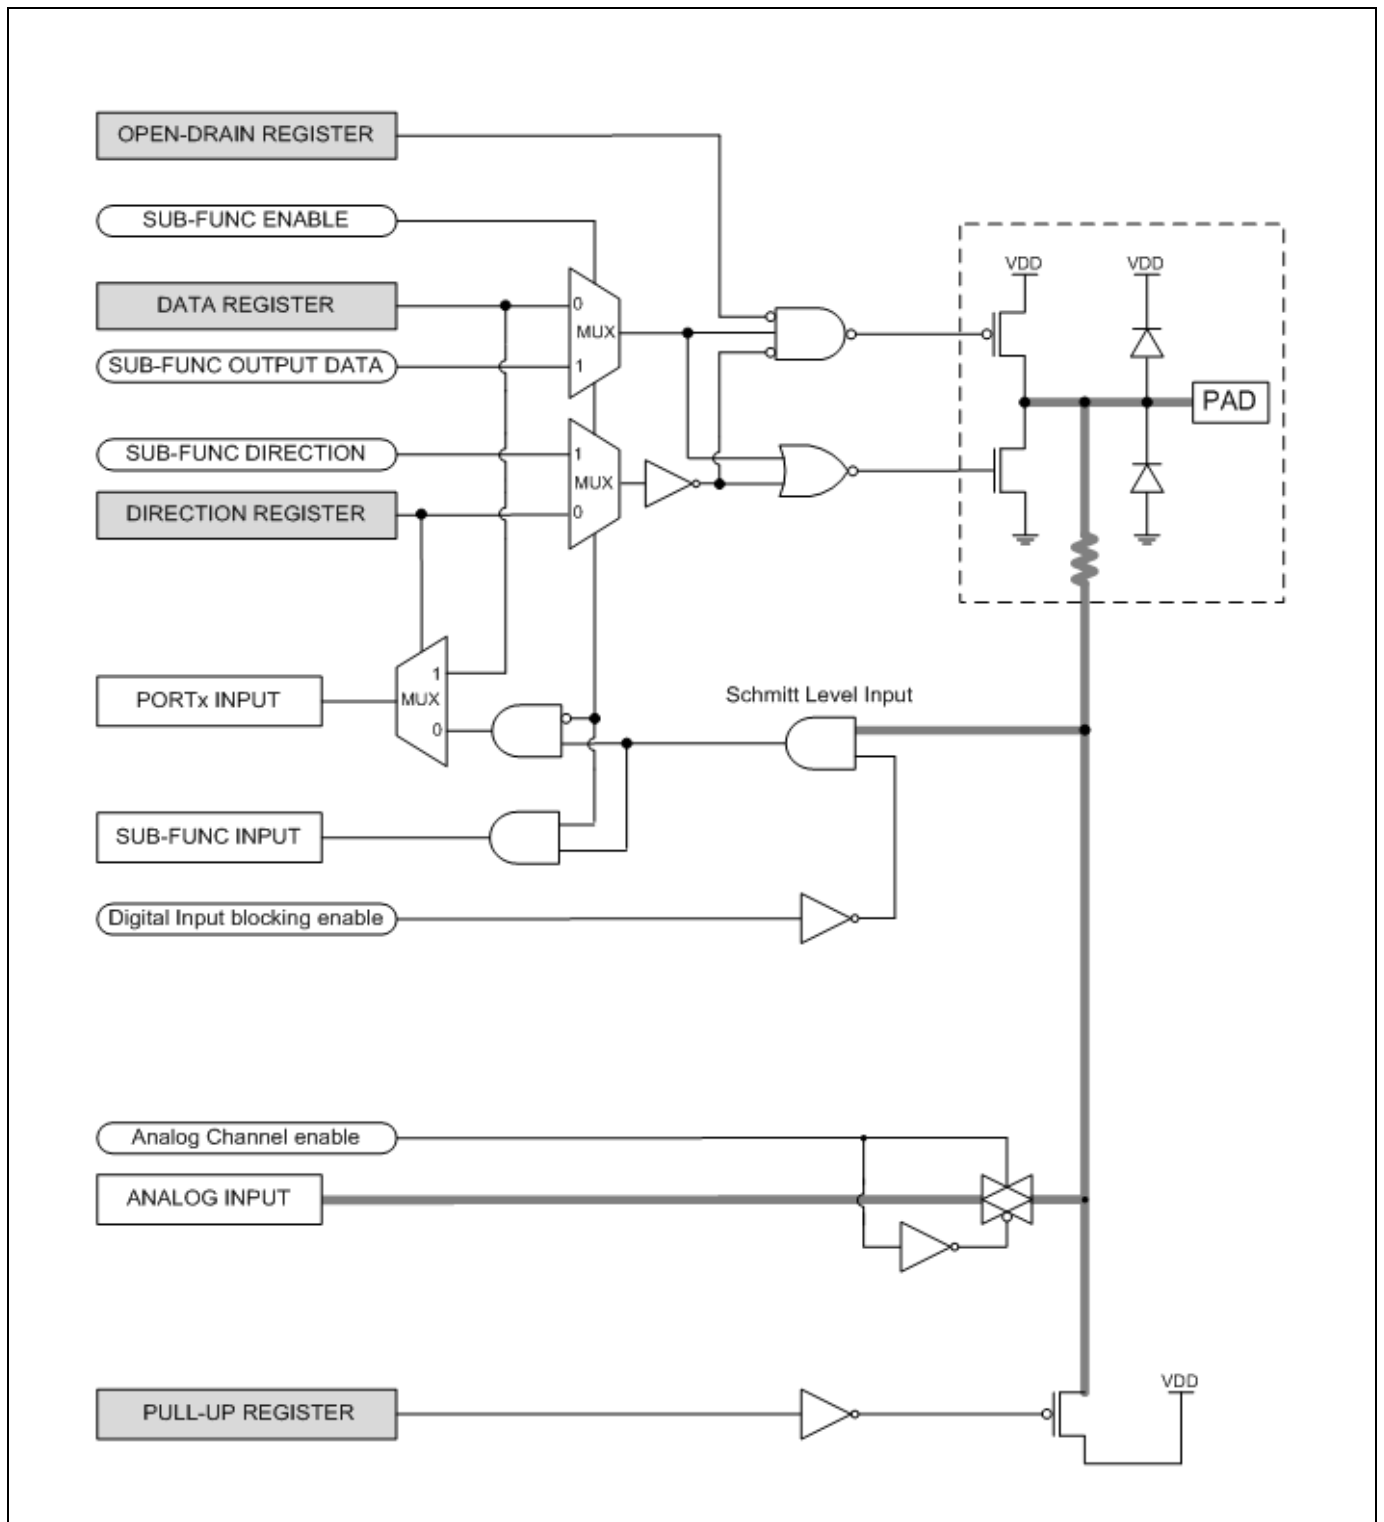 OPEN-DRAIN REGISTER
SUB-FUNC ENABLE
VDD VDD
DATA REGISTER
0
MUX
SUB-FUNC OUTPUT DATA
1
PAD
SUB-FUNC DIRECTION
1
MUX
DIRECTION REGISTER
0
1
Schmitt Level Input
PORTx INPUT
MUX
0
SUB-FUNC INPUT
Digital Input blocking enable
Analog Channel enable
ANALOG INPUT
VDD
PULL-UP REGISTER